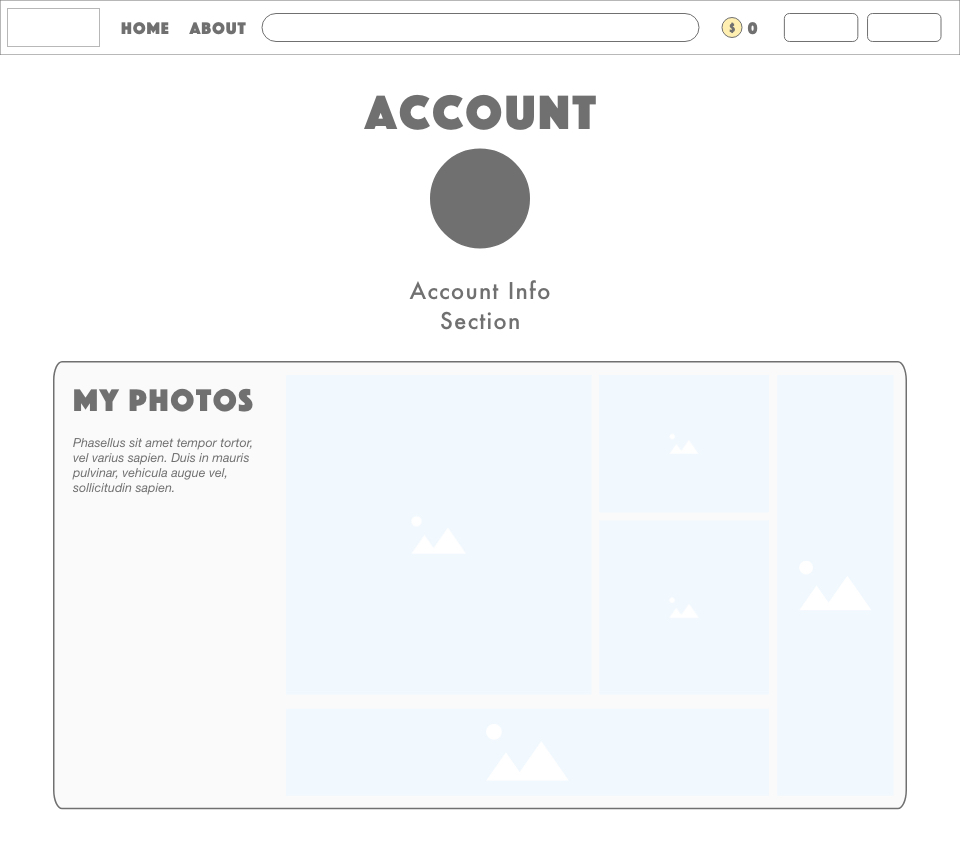 HOME ABOUT $ 0
ACCOUNT
Account Info
Section
MY PHOTOS
Phasellus sit amet tempor tortor,
vel varius sapien. Duis in mauris
pulvinar, vehicula augue vel,
sollicitudin sapien.